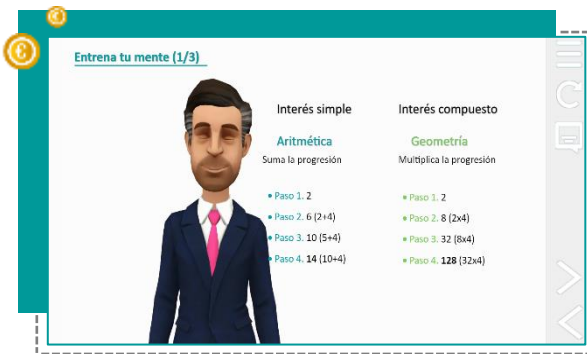 Entrena tu mente (1/3)
Interés simple
Aritmética
Suma la progresión
• Paso 1. 2
• Paso 2. 6 (2+4)
• Paso 3. 10 (5+4)
• Paso 4. 14 (10+4)
Interés compuesto
Geometría
Multiplica la progresión
• Paso 1. 2
• Paso 2. 8 (2x4)
• Paso 3. 32 (8x4)
• Paso 4. 128 (32x4)